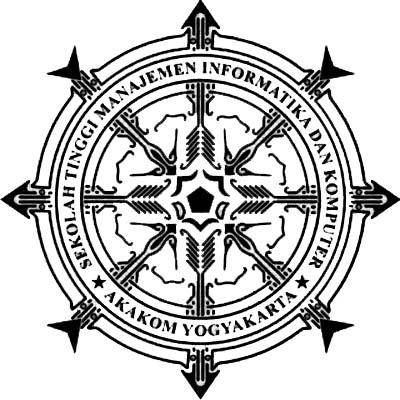 SEKOLAH TINGGI MANAJEMEN INFORMATIKA DAN KOMPUTER
AKAKOM YOGYAKARTA